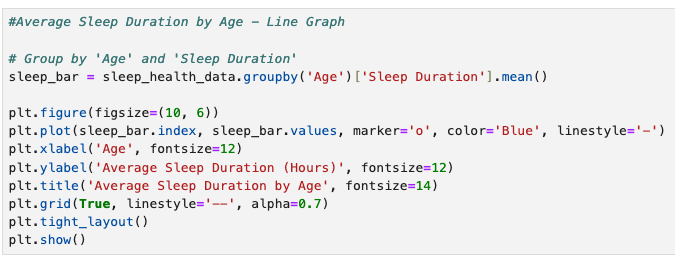 #Average Sleep Duration by Age - Line Graph
# Group by 'Age' and 'Sleep Duration'
sleep_bar = sleep_health_data.groupby('Age')['Sleep Duration'].mean()
plt.figure(figsize=(10, 6))
plt.plot(sleep_bar.index, sleep_bar.values, marker='o', color='Blue', linestyle='-')
plt.xlabel('Age', fontsize=12)
plt.ylabel('Average Sleep Duration (Hours)', fontsize=12)
plt.title('Average Sleep Duration by Age', fontsize=14)
plt.grid(True, linestyle='--', alpha=0.7)
plt.tight_layout()
plt.show()